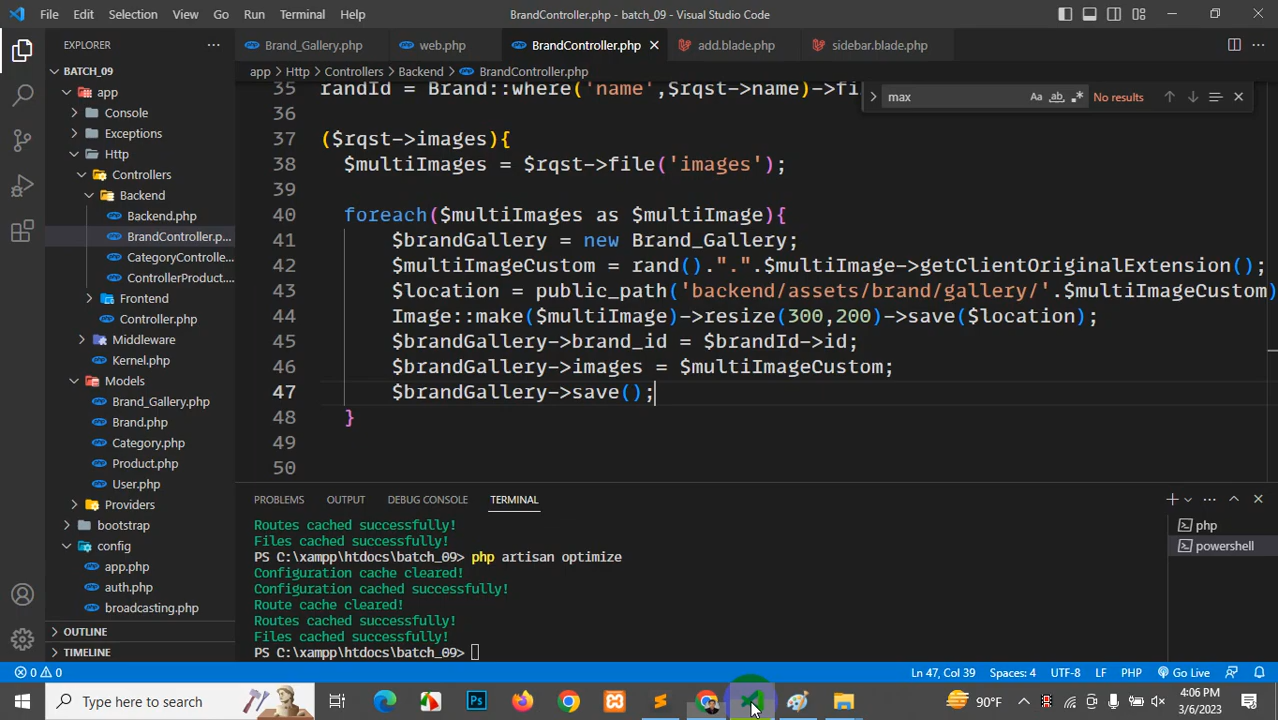 File Edit Selection View Go Run Terminal Help
BrandController.php - batch_09 - Visual Studio Code
EXPLORER
Brand_Gallery.php
web.php
BrandController.php
add.blade.php
sidebar.blade.php
app > Http > Controllers > Backend > BrandController.php
BATCH_09
app
Console
Exceptions
Http
Controllers
Backend
Backend.php
BrandController.p...
CategoryControlle...
ControllerProduct....
Frontend
Controller.php
Middleware
Kernel.php
Models
Brand_Gallery.php
Brand.php
Category.php
Product.php
User.php
Providers
bootstrap
config
app.php
auth.php
broadcasting.php
OUTLINE
TIMELINE
max
Aa ab .* No results
35 randId = Brand::where('name',$rqst->name)->fi
36
37 ($rqst->images){
38 $multiImages = $rqst->file('images');
39
40 foreach($multiImages as $multiImage){
41 $brandGallery = new Brand_Gallery;
42 $multiImageCustom = rand().".".$multiImage->getClientOriginalExtension();
43 $location = public_path('backend/assets/brand/gallery/'.$multiImageCustom)
44 Image::make($multiImage)->resize(300,200)->save($location);
45 $brandGallery->brand_id = $brandId->id;
46 $brandGallery->images = $multiImageCustom;
47 $brandGallery->save();
48 }
49
50
PROBLEMS OUTPUT DEBUG CONSOLE TERMINAL
Routes cached successfully!
Files cached successfully!
PS C:\xampp\htdocs\batch_09> php artisan optimize
Configuration cache cleared!
Configuration cached successfully!
Route cache cleared!
Routes cached successfully!
Files cached successfully!
PS C:\xampp\htdocs\batch_09>
php
powershell
0 0
Ln 47, Col 39 Spaces: 4 UTF-8 LF PHP Go Live
Type here to search
Ps
90°F
4:06 PM
3/6/2023